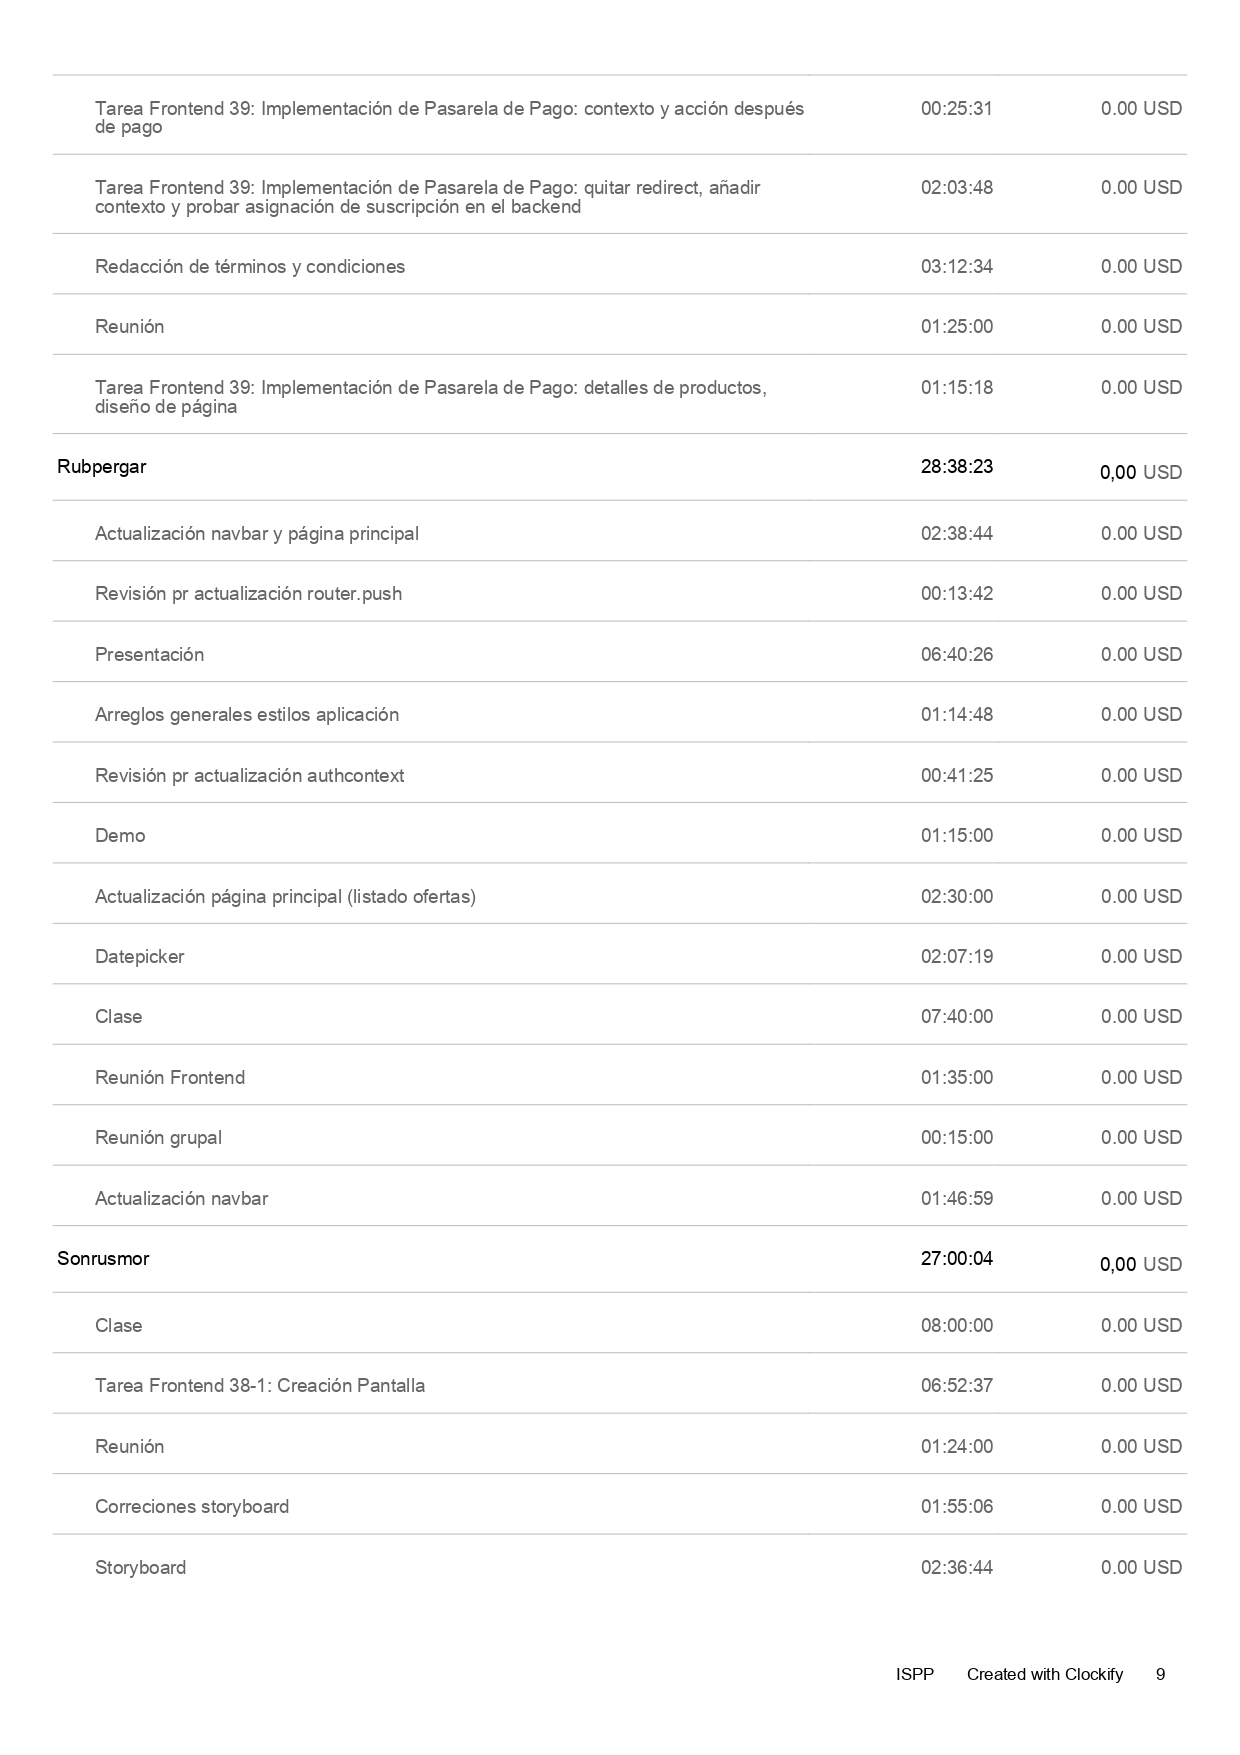 Tarea Frontend 39: Implementación de Pasarela de Pago: contexto y acción después 00:25:31 0.00 USD
de pago
Tarea Frontend 39: Implementación de Pasarela de Pago: quitar redirect, añadir 02:03:48 0.00 USD
contexto y probar asignación de suscripción en el backend
Redacción de términos y condiciones 03:12:34 0.00 USD
Reunión 01:25:00 0.00 USD
Tarea Frontend 39: Implementación de Pasarela de Pago: detalles de productos, 01:15:18 0.00 USD
diseño de página
Rubpergar 28:38:23 0,00 USD
Actualización navbar y página principal 02:38:44 0.00 USD
Revisión pr actualización router.push 00:13:42 0.00 USD
Presentación 06:40:26 0.00 USD
Arreglos generales estilos aplicación 01:14:48 0.00 USD
Revisión pr actualización authcontext 00:41:25 0.00 USD
Demo 01:15:00 0.00 USD
Actualización página principal (listado ofertas) 02:30:00 0.00 USD
Datepicker 02:07:19 0.00 USD
Clase 07:40:00 0.00 USD
Reunión Frontend 01:35:00 0.00 USD
Reunión grupal 00:15:00 0.00 USD
Actualización navbar 01:46:59 0.00 USD
Sonrusmor 27:00:04 0,00 USD
Clase 08:00:00 0.00 USD
Tarea Frontend 38-1: Creación Pantalla 06:52:37 0.00 USD
Reunión 01:24:00 0.00 USD
Correciones storyboard 01:55:06 0.00 USD
Storyboard 02:36:44 0.00 USD
ISPP Created with Clockify 9